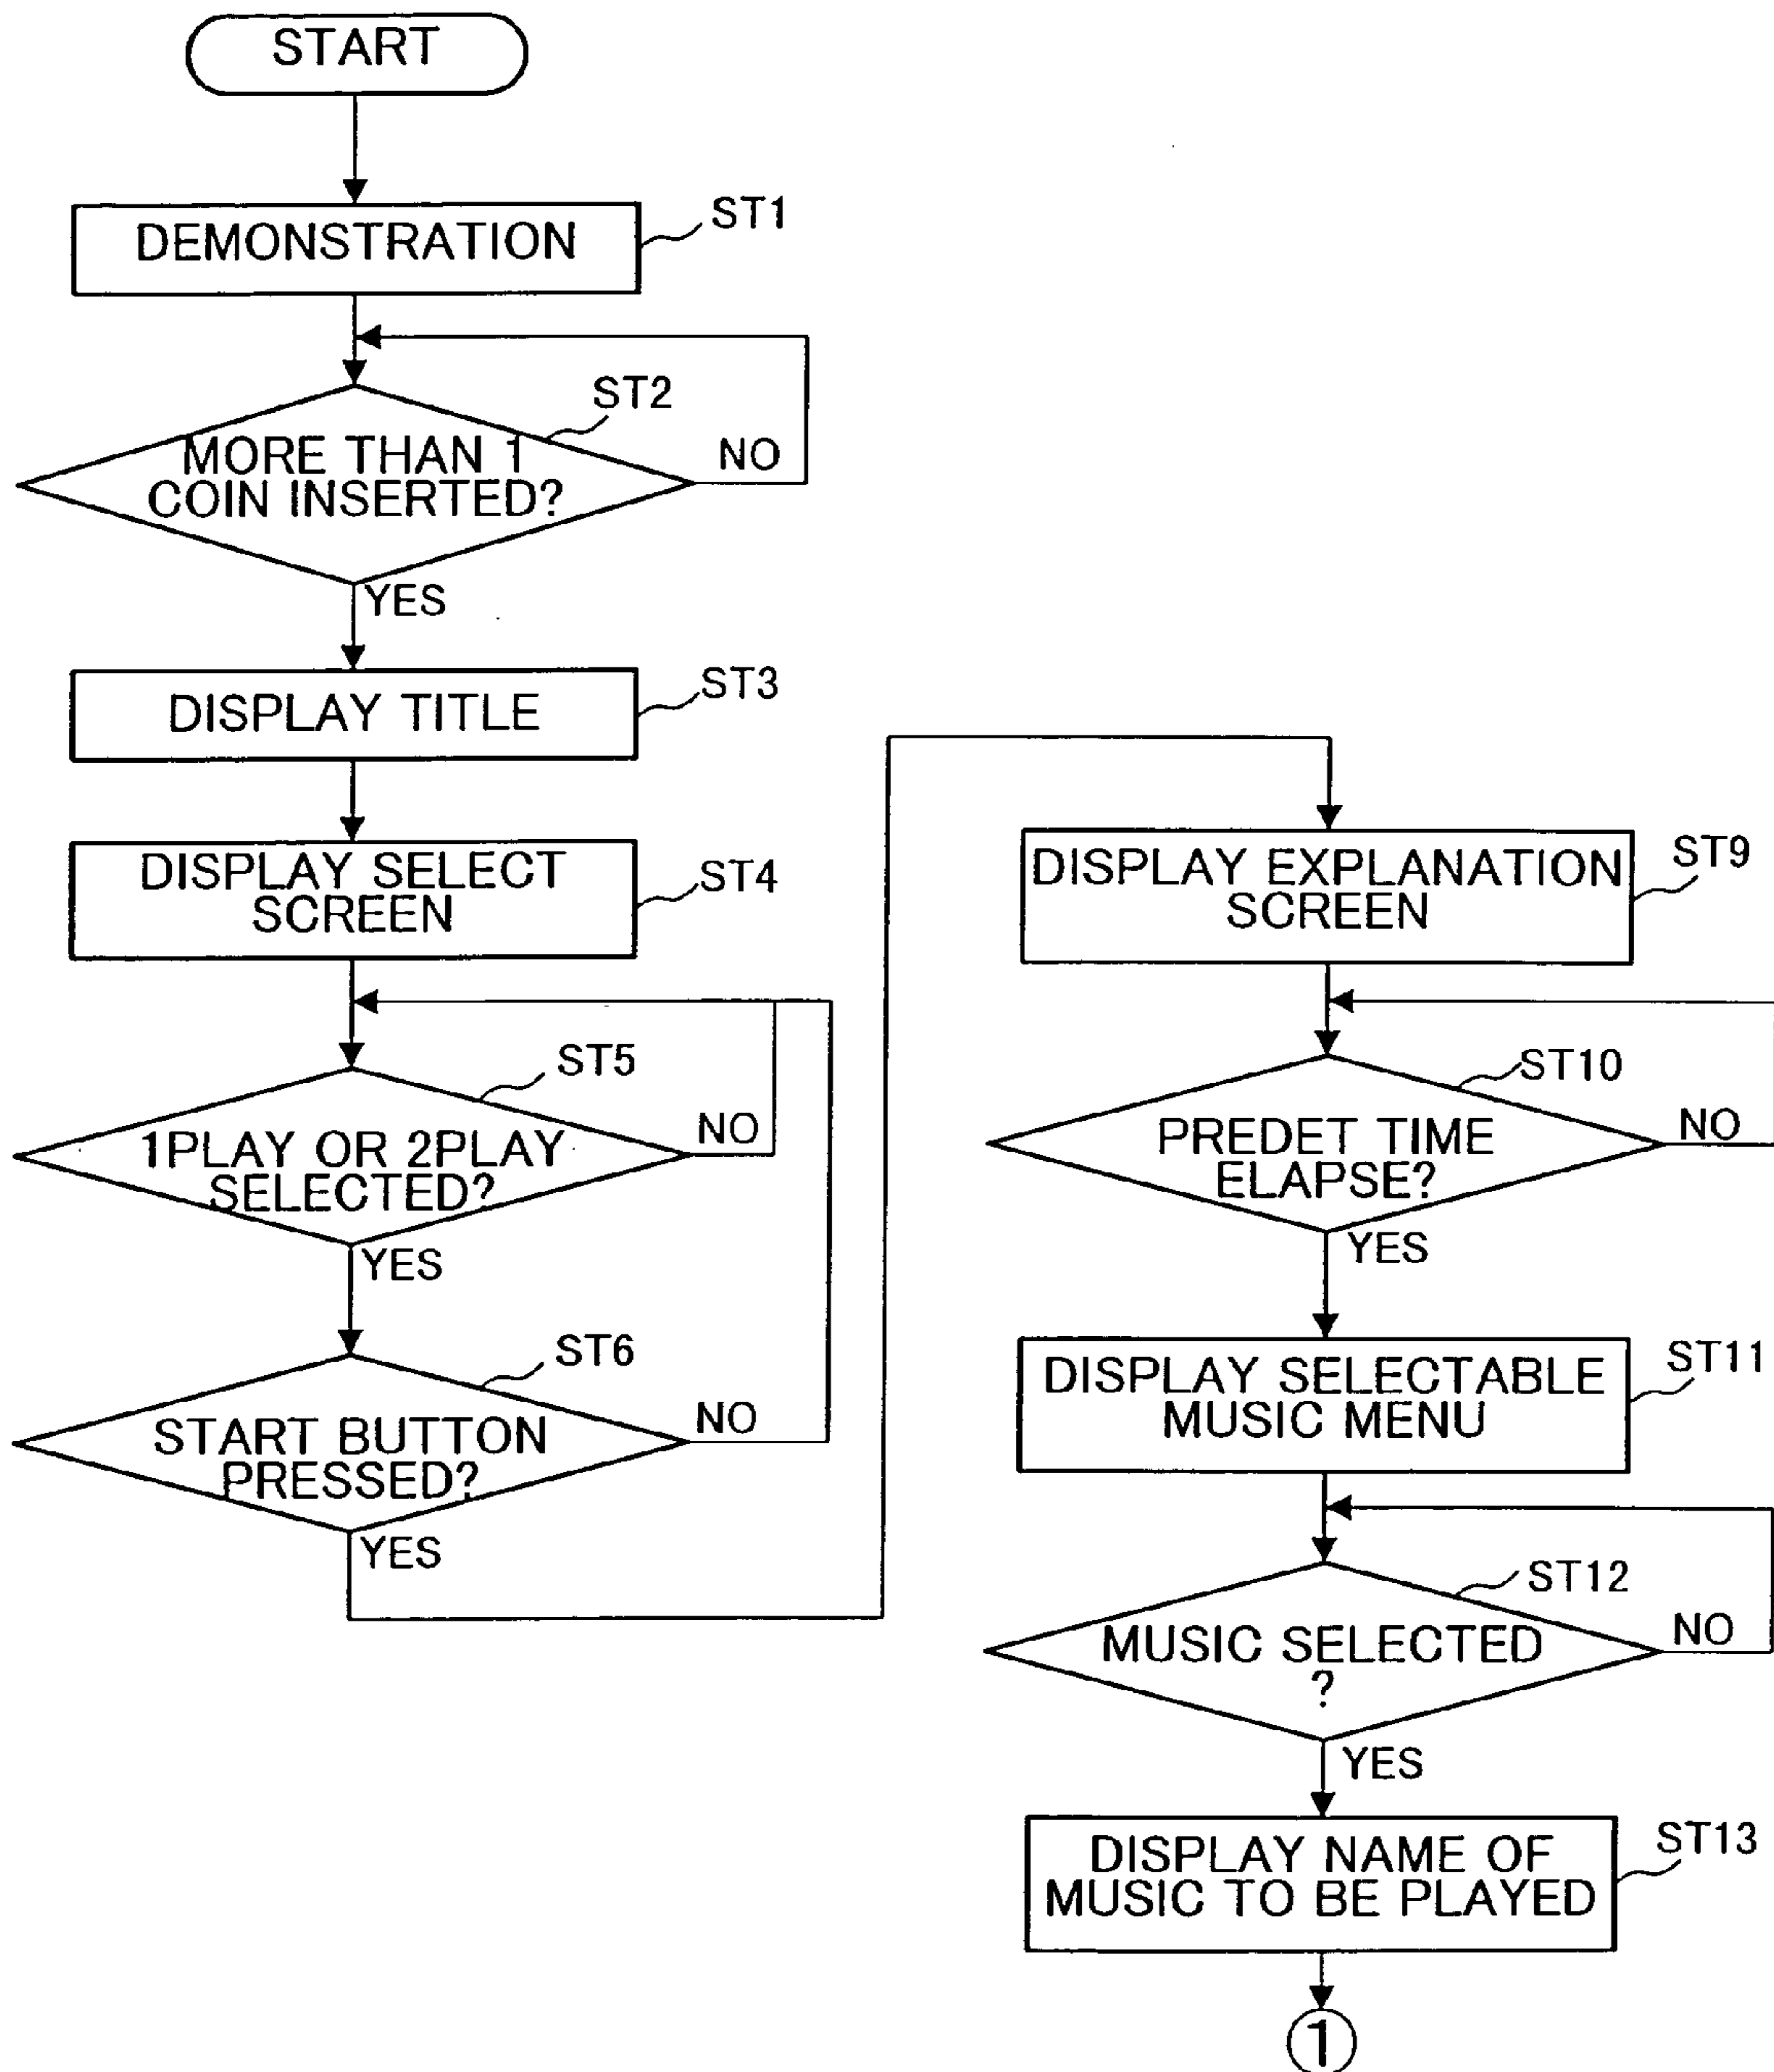 START
DEMONSTRATION
ST1
MORE THAN 1
COIN INSERTED?
ST2
NO
YES
DISPLAY TITLE
ST3
DISPLAY SELECT
SCREEN
ST4
1PLAY OR 2PLAY
SELECTED?
ST5
NO
YES
START BUTTON
PRESSED?
ST6
NO
YES
DISPLAY EXPLANATION
SCREEN
ST9
PREDET TIME
ELAPSE?
ST10
NO
YES
DISPLAY SELECTABLE
MUSIC MENU
ST11
MUSIC SELECTED
?
ST12
NO
YES
DISPLAY NAME OF
MUSIC TO BE PLAYED
ST13
1